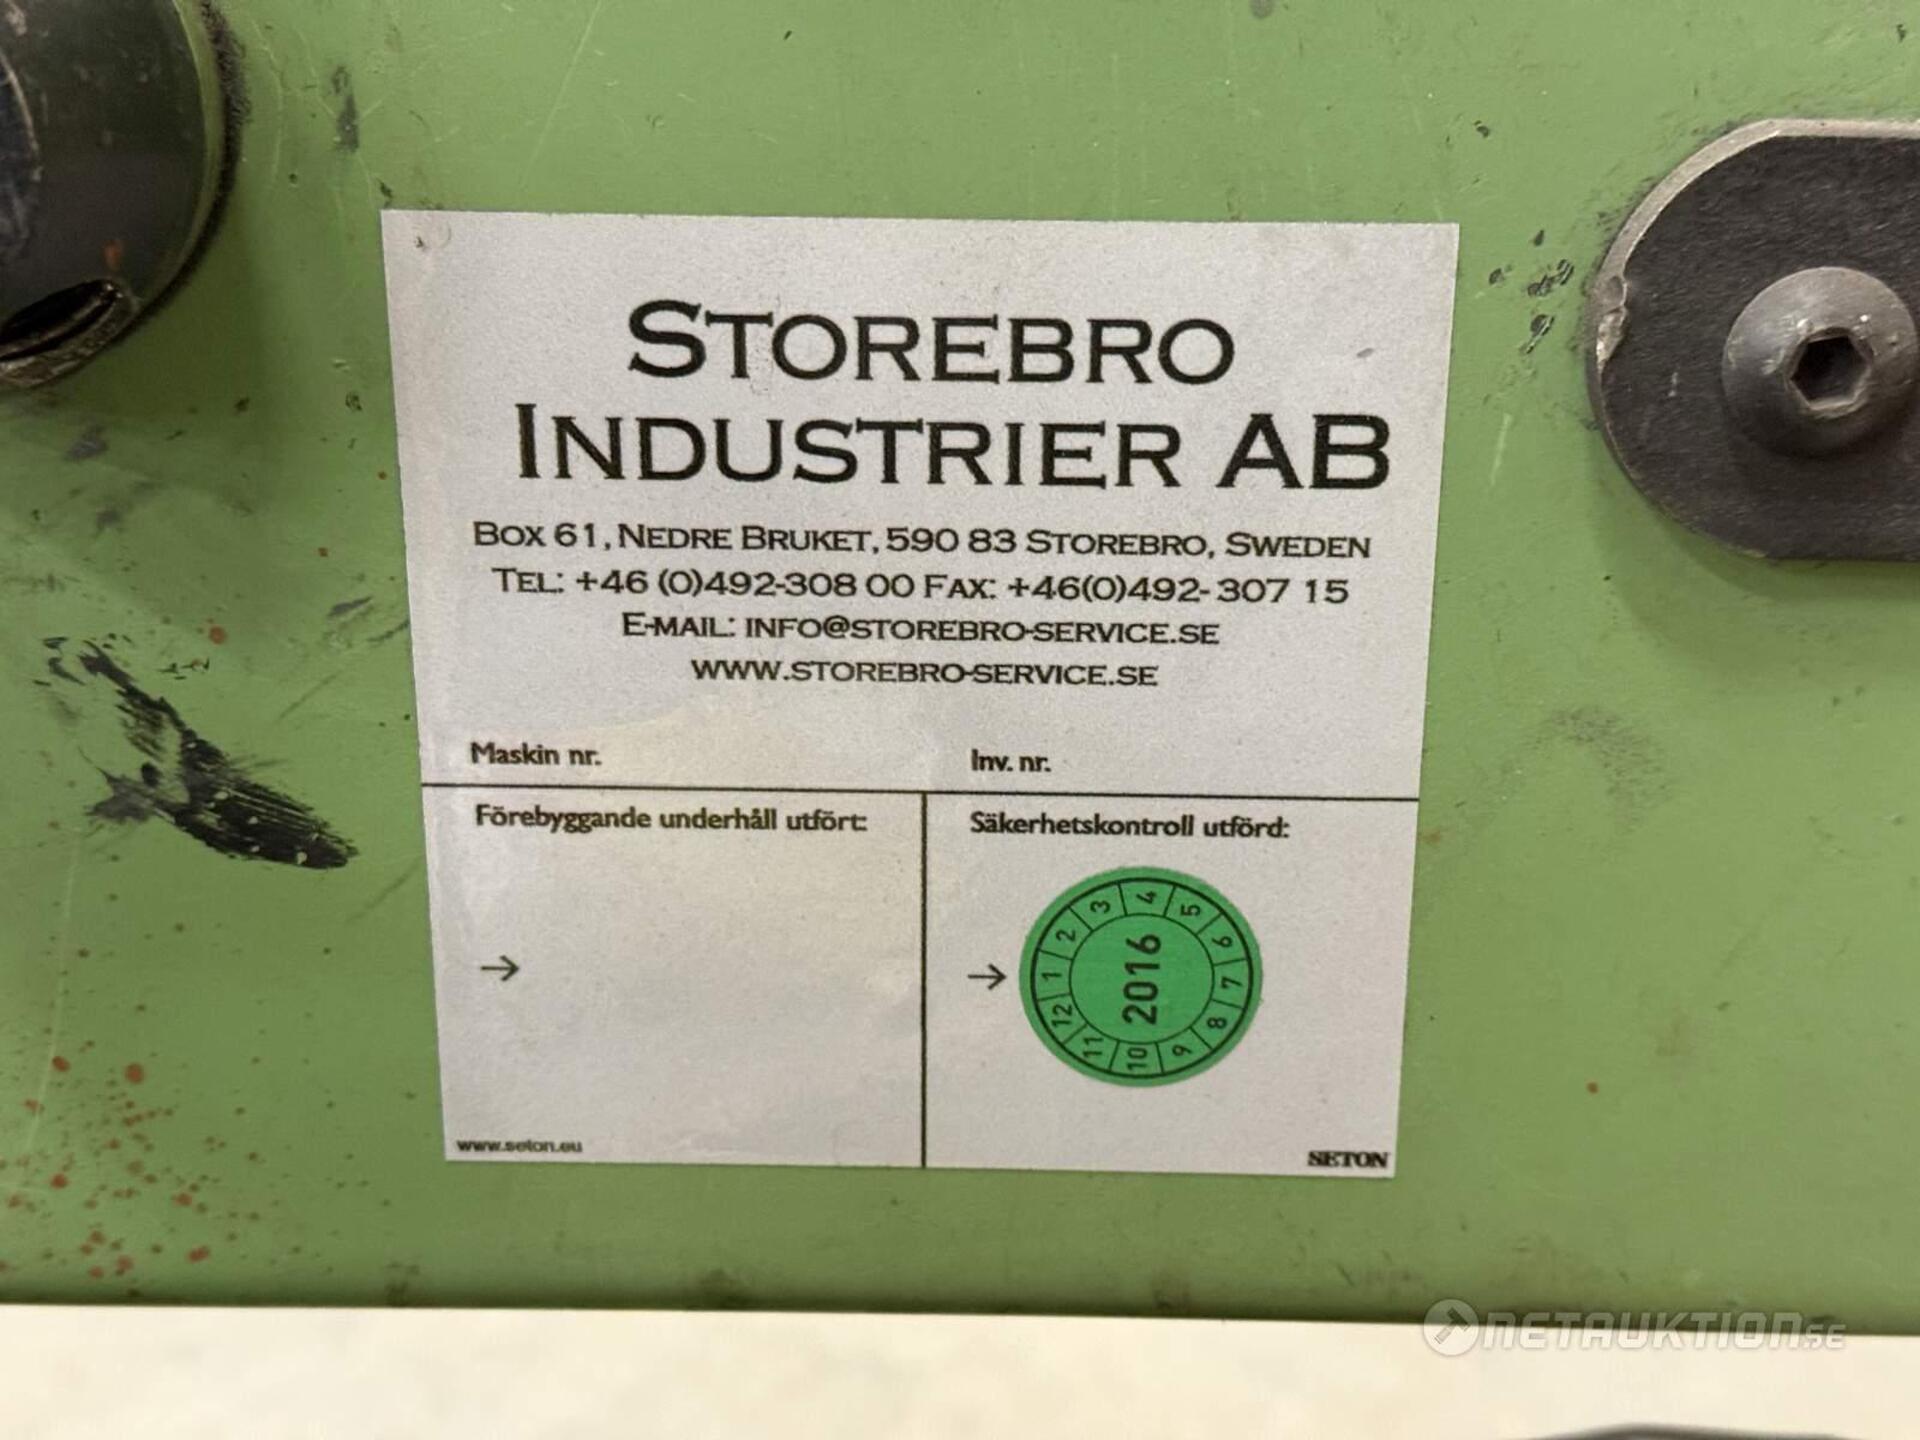 STOREBRO
INDUSTRIER AB
BOX 61, NEDRE BRUKET, 590 83 STOREBRO, SWEDEN
TEL: +46 (0)492-308 00 FAX: +46(0)492- 307 15
E-MAIL: INFO@STOREBRO-SERVICE.SE
WWW.STOREBRO-SERVICE.SE
Maskin nr. Inv. nr.
Förebyggande underhåll utfört: Säkerhetskontroll utförd:
→ → 2016
1 2 3 4 5 6 7 8 9 10 11 12
www.seton.eu SETON
NETAUKTION.SE